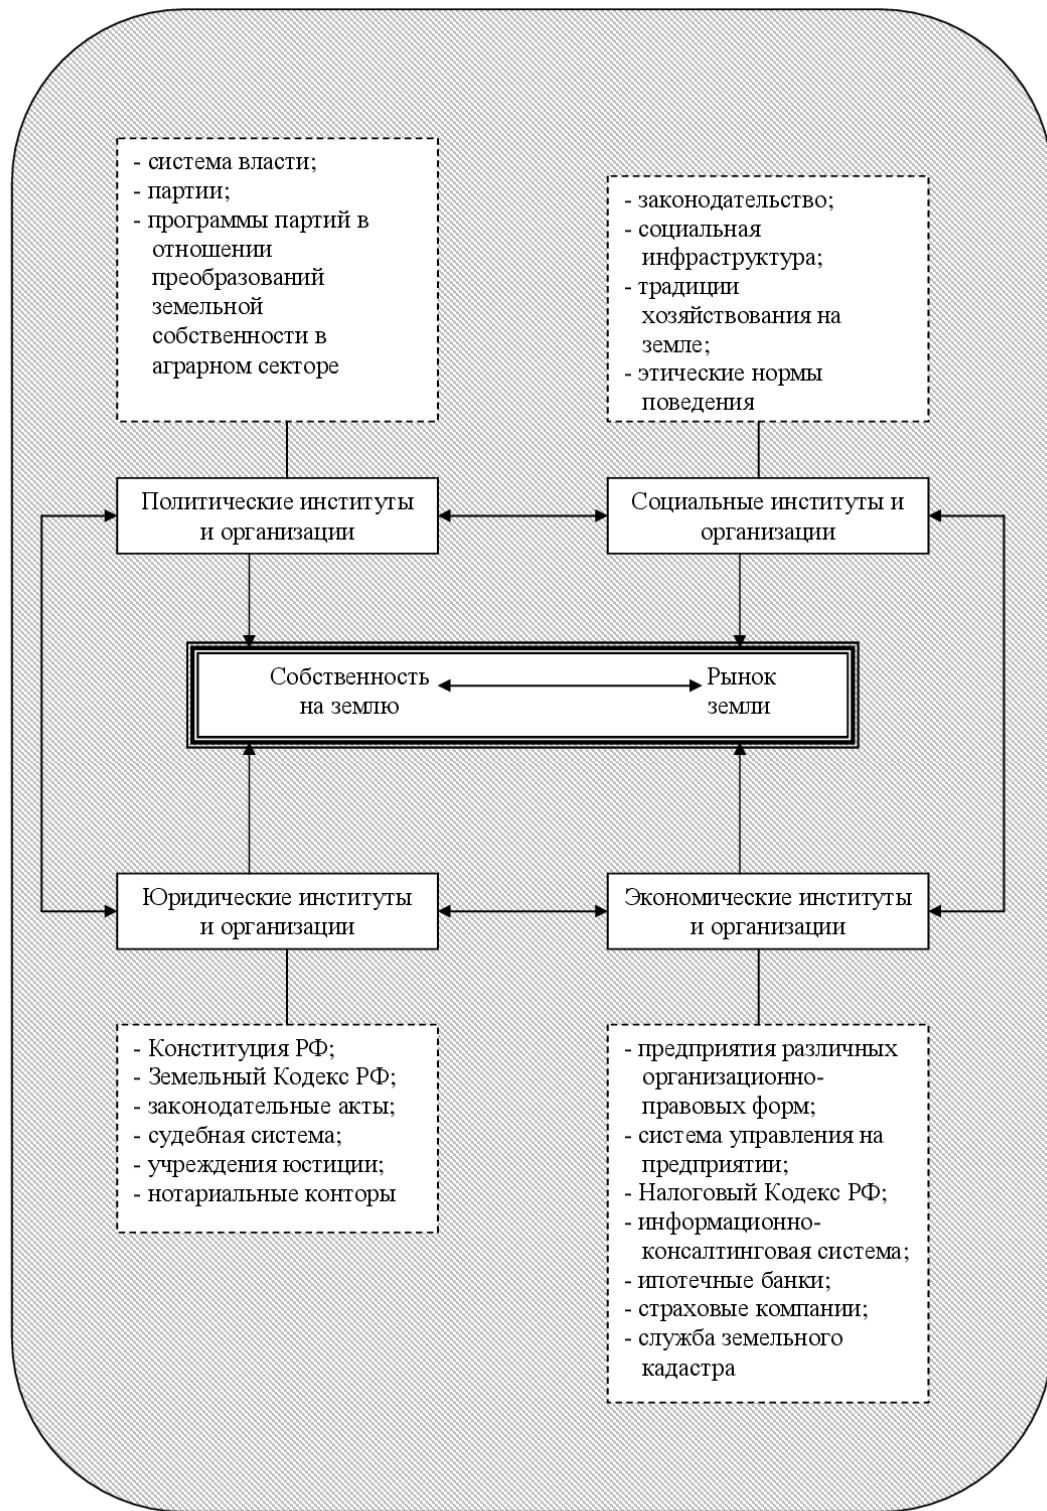 - система власти;
- партии;
- программы партий в
отношении
преобразований
земельной
собственности в
аграрном секторе
- законодательство;
- социальная
инфраструктура;
- традиции
хозяйствования на
земле;
- этические нормы
поведения
Политические институты
и организации
Социальные институты и
организации
Собственность
на землю
Рынок
земли
Юридические институты
и организации
Экономические институты
и организации
- Конституция РФ;
- Земельный Кодекс РФ;
- законодательные акты;
- судебная система;
- учреждения юстиции;
- нотариальные конторы
- предприятия различных
организационно-
правовых форм;
- система управления на
предприятии;
- Налоговый Кодекс РФ;
- информационно-
консалтинговая система;
- ипотечные банки;
- страховые компании;
- служба земельного
кадастра